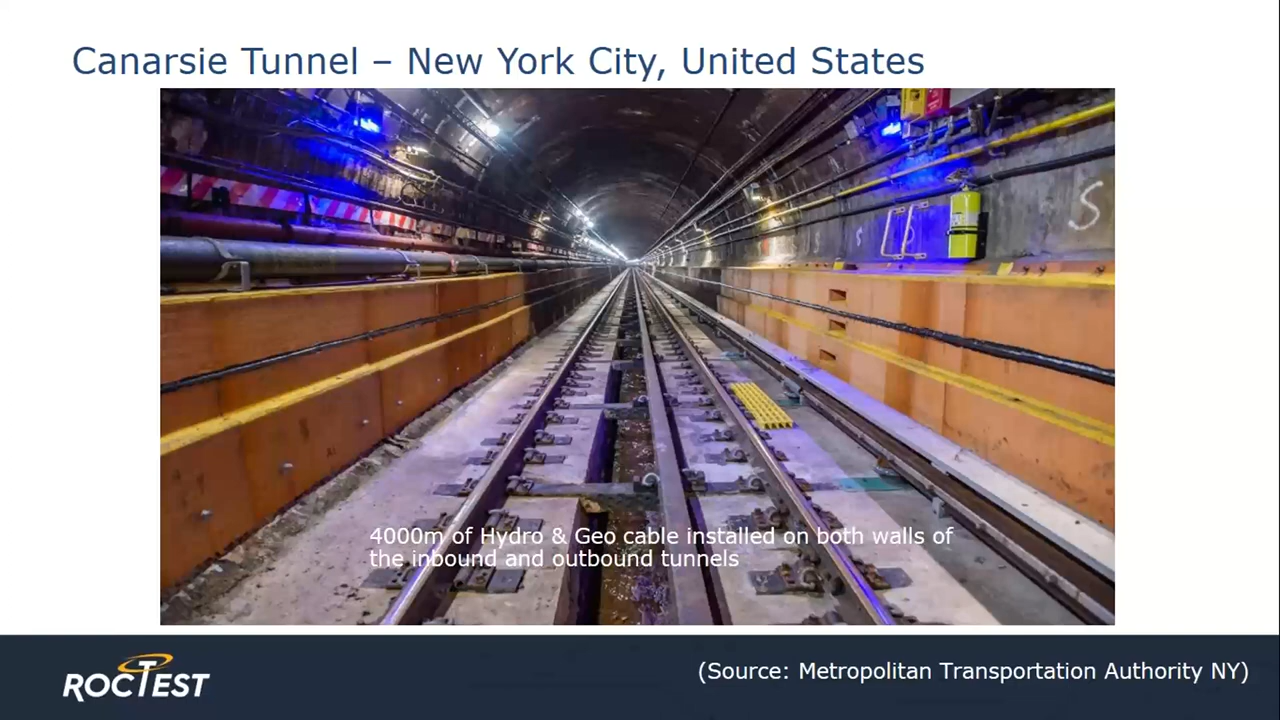 Canarsie Tunnel – New York City, United States
S
4000m of Hydro & Geo cable installed on both walls of
the inbound and outbound tunnels
ROCTEST
(Source: Metropolitan Transportation Authority NY)